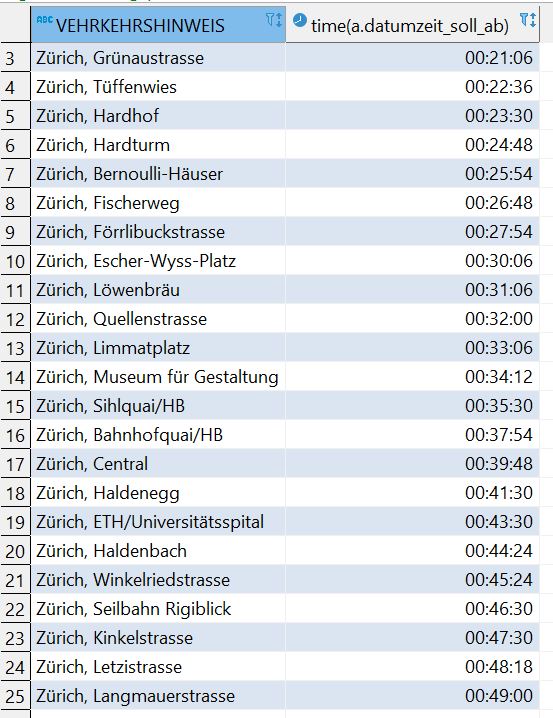 ABC VEHRKEHRSHINWEIS time(a.datumzeit_soll_ab)
3 Zürich, Grünaustrasse 00:21:06
4 Zürich, Tüffenwies 00:22:36
5 Zürich, Hardhof 00:23:30
6 Zürich, Hardturm 00:24:48
7 Zürich, Bernoulli-Häuser 00:25:54
8 Zürich, Fischerweg 00:26:48
9 Zürich, Förrlibuckstrasse 00:27:54
10 Zürich, Escher-Wyss-Platz 00:30:06
11 Zürich, Löwenbräu 00:31:06
12 Zürich, Quellenstrasse 00:32:00
13 Zürich, Limmatplatz 00:33:06
14 Zürich, Museum für Gestaltung 00:34:12
15 Zürich, Sihlquai/HB 00:35:30
16 Zürich, Bahnhofquai/HB 00:37:54
17 Zürich, Central 00:39:48
18 Zürich, Haldenegg 00:41:30
19 Zürich, ETH/Universitätsspital 00:43:30
20 Zürich, Haldenbach 00:44:24
21 Zürich, Winkelriedstrasse 00:45:24
22 Zürich, Seilbahn Rigiblick 00:46:30
23 Zürich, Kinkelstrasse 00:47:30
24 Zürich, Letzistrasse 00:48:18
25 Zürich, Langmauerstrasse 00:49:00